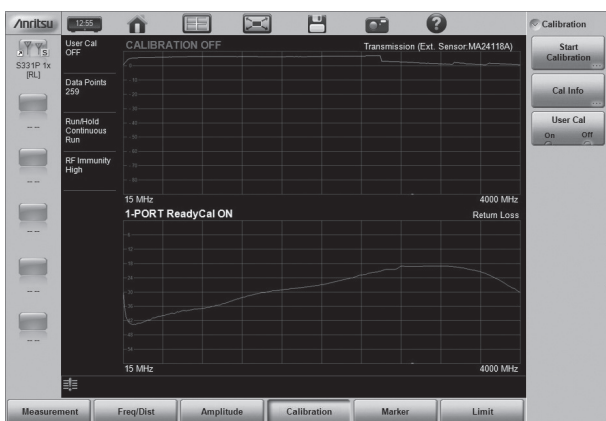 Anritsu
12:55
?
Calibration
S331P 1x
[RL]
-- --
-- --
-- --
-- --
-- --
User Cal
OFF
Data Points
259
Run/Hold
Continuous
Run
RF Immunity
High
CALIBRATION OFF
Transmission (Ext. Sensor:MA24118A)
15 MHz
4000 MHz
1-PORT ReadyCal ON
Return Loss
15 MHz
4000 MHz
Start
Calibration
Cal Info
User Cal
On Off
Measurement
Freq/Dist
Amplitude
Calibration
Marker
Limit